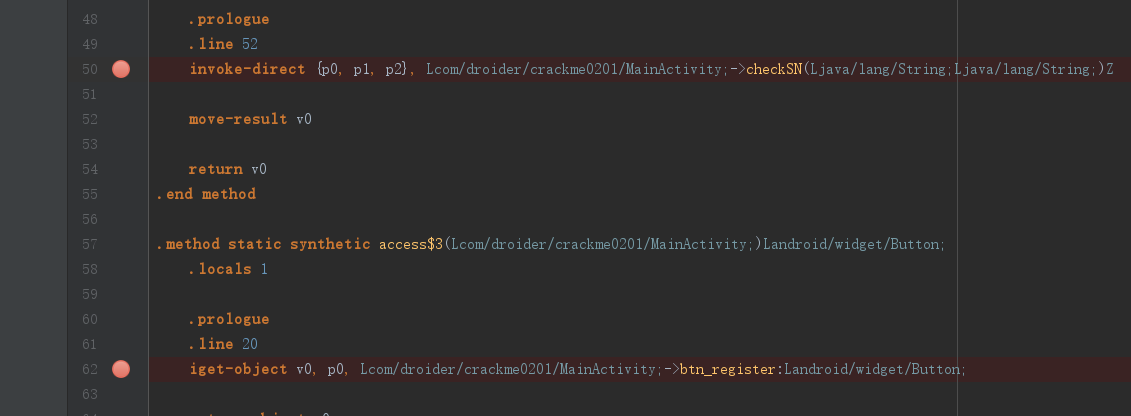 48 .prologue
49 .line 52
50 invoke-direct {p0, p1, p2}, Lcom/droider/crackme0201/MainActivity;->checkSN(Ljava/lang/String;Ljava/lang/String;)Z
51
52 move-result v0
53
54 return v0
55 .end method
56
57 .method static synthetic access$3(Lcom/droider/crackme0201/MainActivity;)Landroid/widget/Button;
58 .locals 1
59
60 .prologue
61 .line 20
62 iget-object v0, p0, Lcom/droider/crackme0201/MainActivity;->btn_register:Landroid/widget/Button;
63